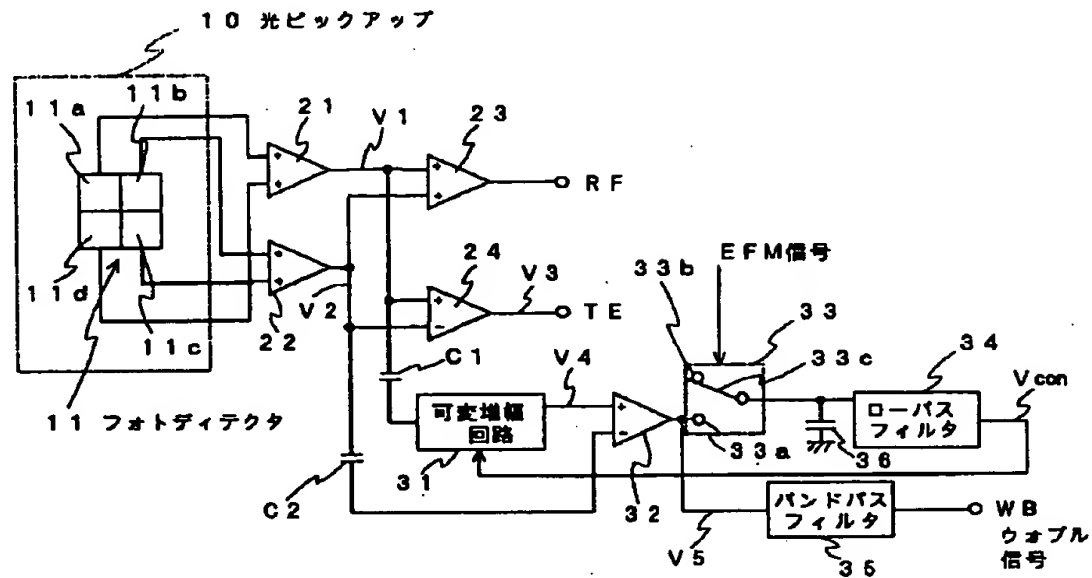 10 光ピックアップ
11a
11b
21
V1
23
RF
11d
11c
22
V2
24
V3
TE
EFM信号
33b
33
33c
34
Vcon
C1
V4
11 フォトディテクタ
可変増幅
回路
31
32
33a
36
ローパス
フィルタ
C2
V5
バンドパス
フィルタ
35
WB
ウォブル
信号